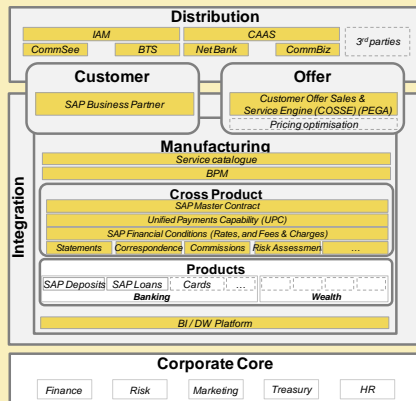 Distribution
IAM CAAS
3rd parties
CommSee BTS NetBank CommBiz
Customer Offer
SAP Business Partner
Customer Offer Sales &
Service Engine (COSSE) (PEGA)
Pricing optimisation
Integration
Manufacturing
Service catalogue
BPM
Cross Product
SAP Master Contract
Unified Payments Capability (UPC)
SAP Financial Conditions (Rates, and Fees & Charges)
Statements Correspondence Commissions Risk Assessmen ...
Products
SAP Deposits SAP Loans Cards ...
Banking Wealth
BI / DW Platform
Corporate Core
Finance Risk Marketing Treasury HR